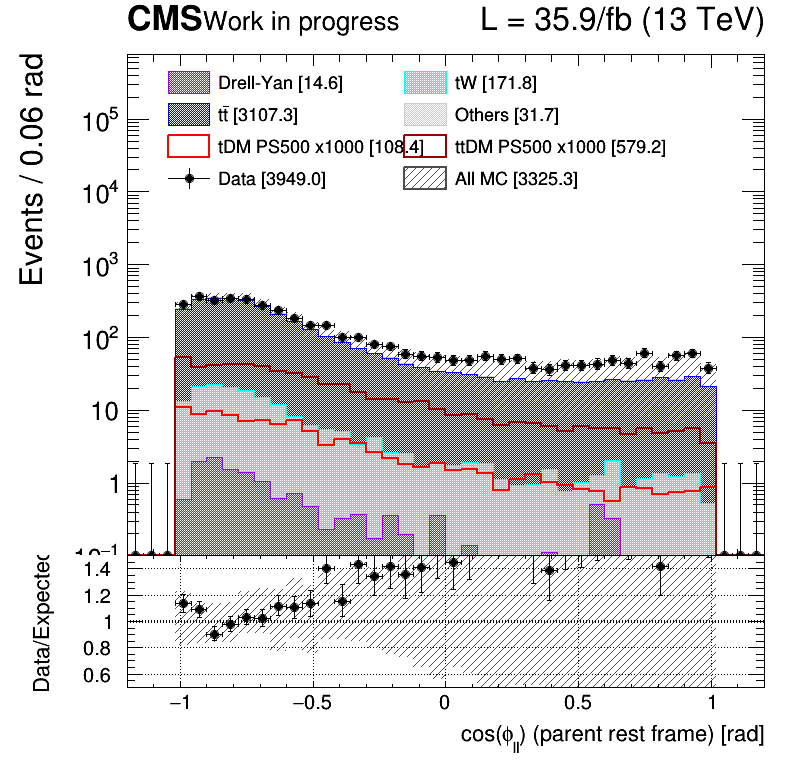 CMS Work in progress L = 35.9/fb (13 TeV)
Events / 0.06 rad
Drell-Yan [14.6] tW [171.8]
tt̄ [3107.3] Others [31.7]
tDM PS500 x1000 [108.4] ttDM PS500 x1000 [579.2]
Data [3949.0] All MC [3325.3]
10⁵
10⁴
10³
10²
10
1
10⁻¹
Data/Expected
1.4
1.2
1
0.8
0.6
−1 −0.5 0 0.5 1
cos(ϕ_ll) (parent rest frame) [rad]